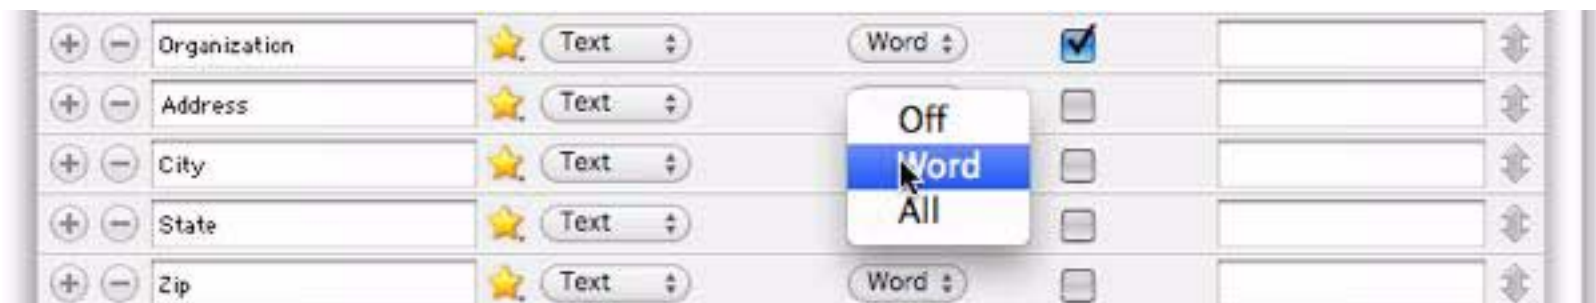 Organization Text Word
Address Text Off
City Text Word
State Text All
Zip Text Word